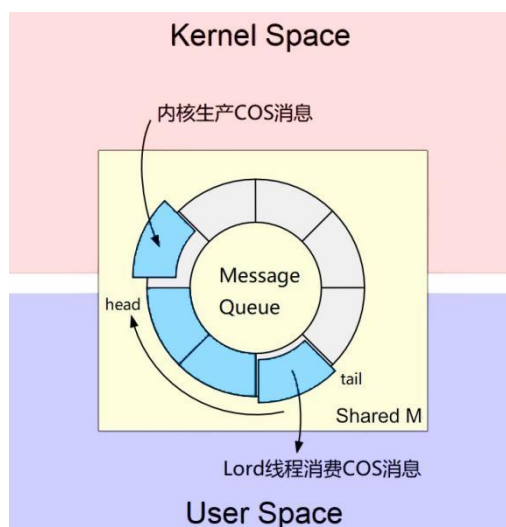 Kernel Space
内核生产COS消息
Message
Queue
head
tail
Shared M
Lord线程消费COS消息
User Space